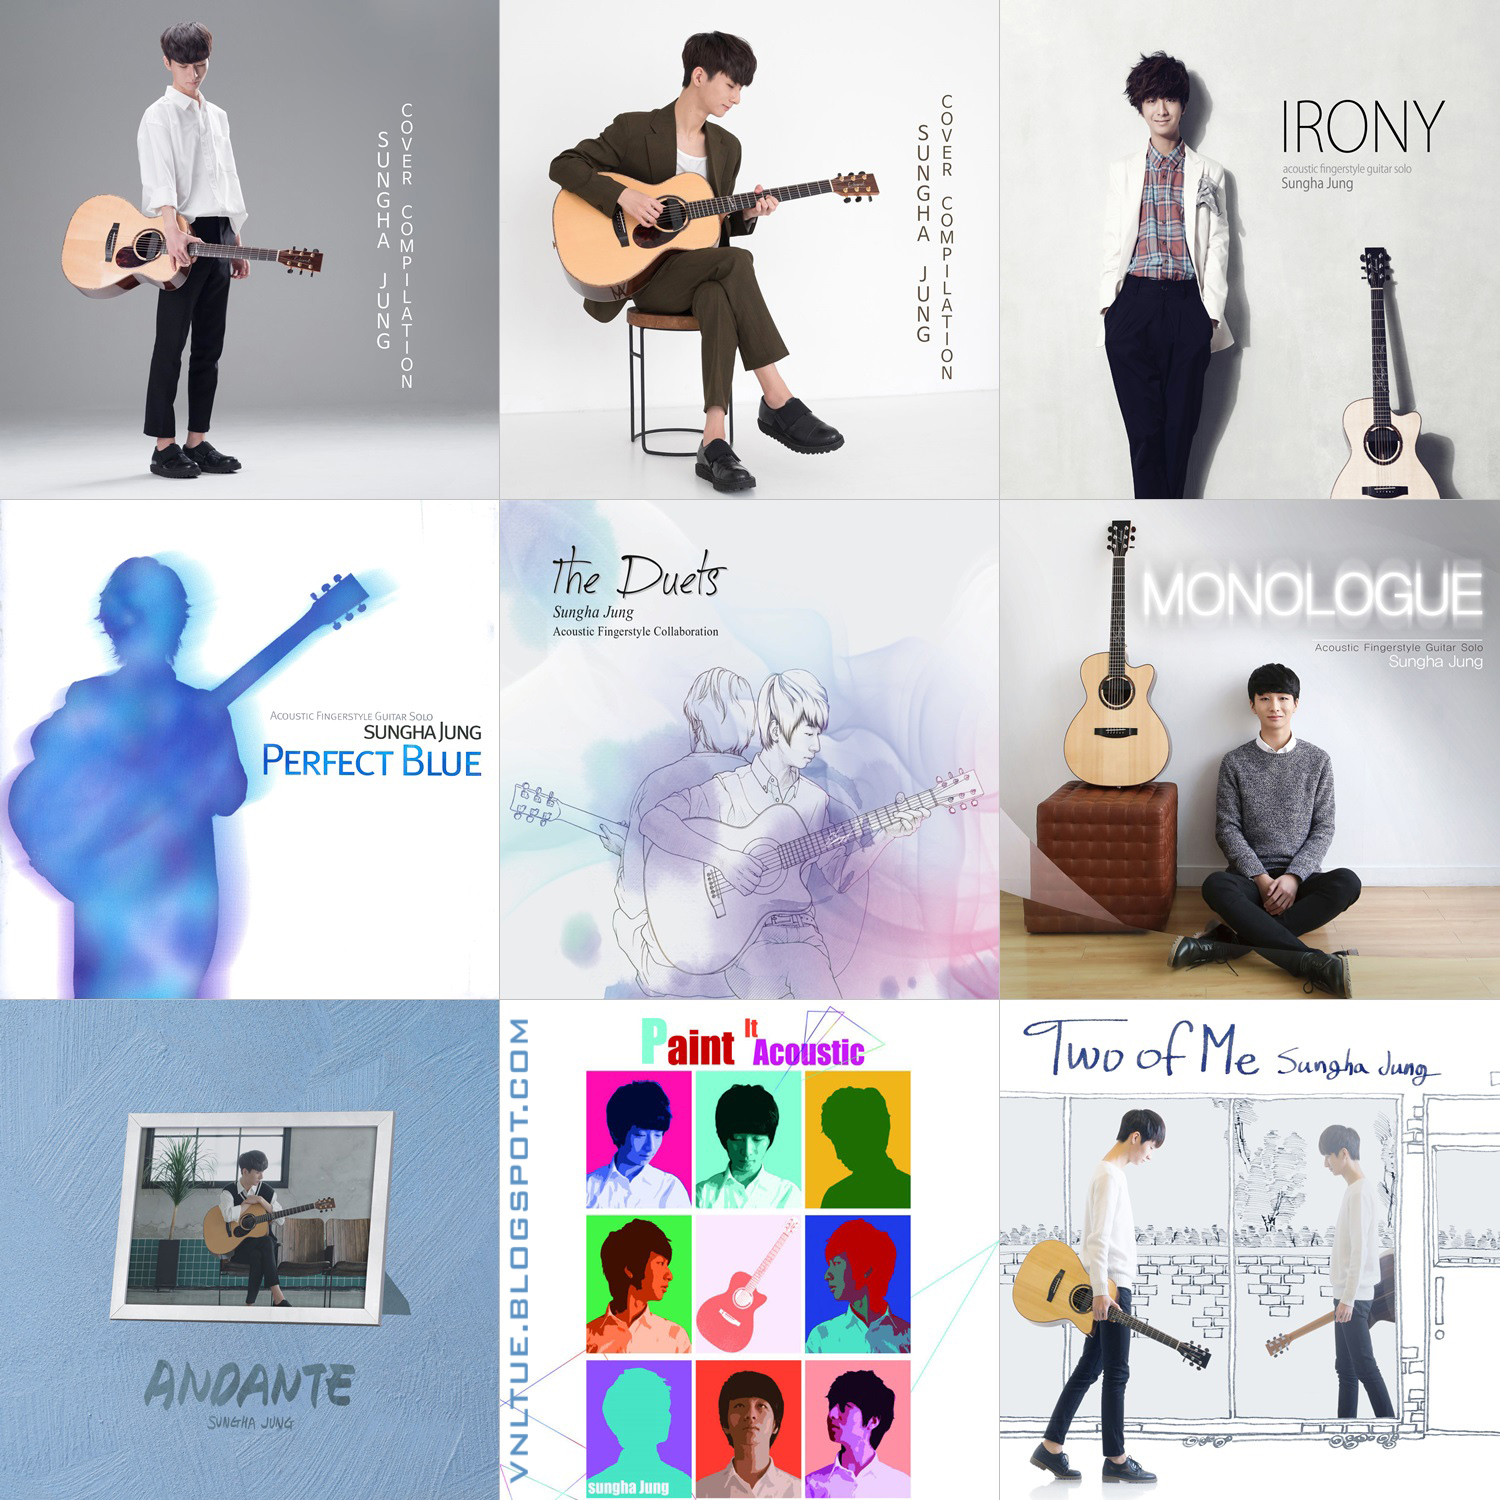 SUNGHA JUNG
COVER COMPILATION
SUNGHA JUNG
COVER COMPILATION
IRONY
acoustic fingerstyle guitar solo
Sungha Jung
ACOUSTIC FINGERSTYLE GUITAR SOLO
SUNGHA JUNG
PERFECT BLUE
the Duets
Sungha Jung
Acoustic Fingerstyle Collaboration
MONOLOGUE
Acoustic Fingerstyle Guitar Solo
Sungha Jung
ANDANTE
SUNGHA JUNG
VNLTUE.BLOGSPOT.COM
Paint It Acoustic
sungha Jung
Two of Me Sungha Jung